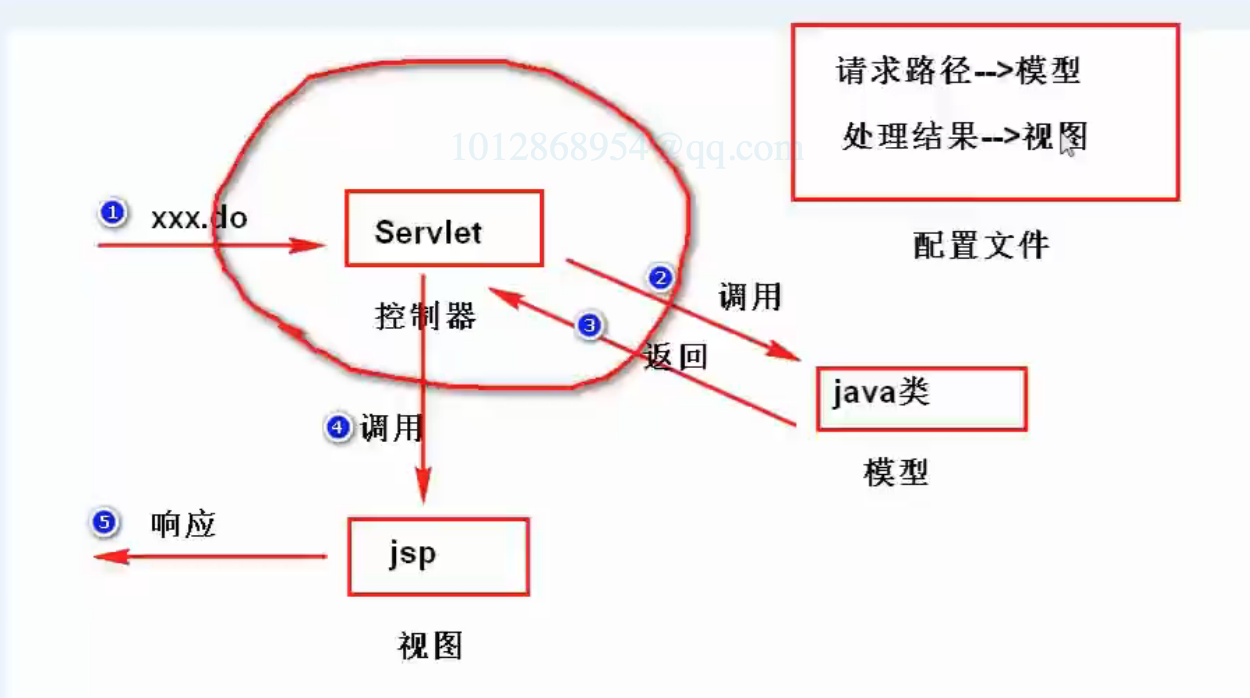 请求路径-->模型
处理结果-->视图
配置文件
1012868954@qq.com
1 xxx.do
Servlet
控制器
2 调用
3 返回
java类
模型
4 调用
5 响应
jsp
视图